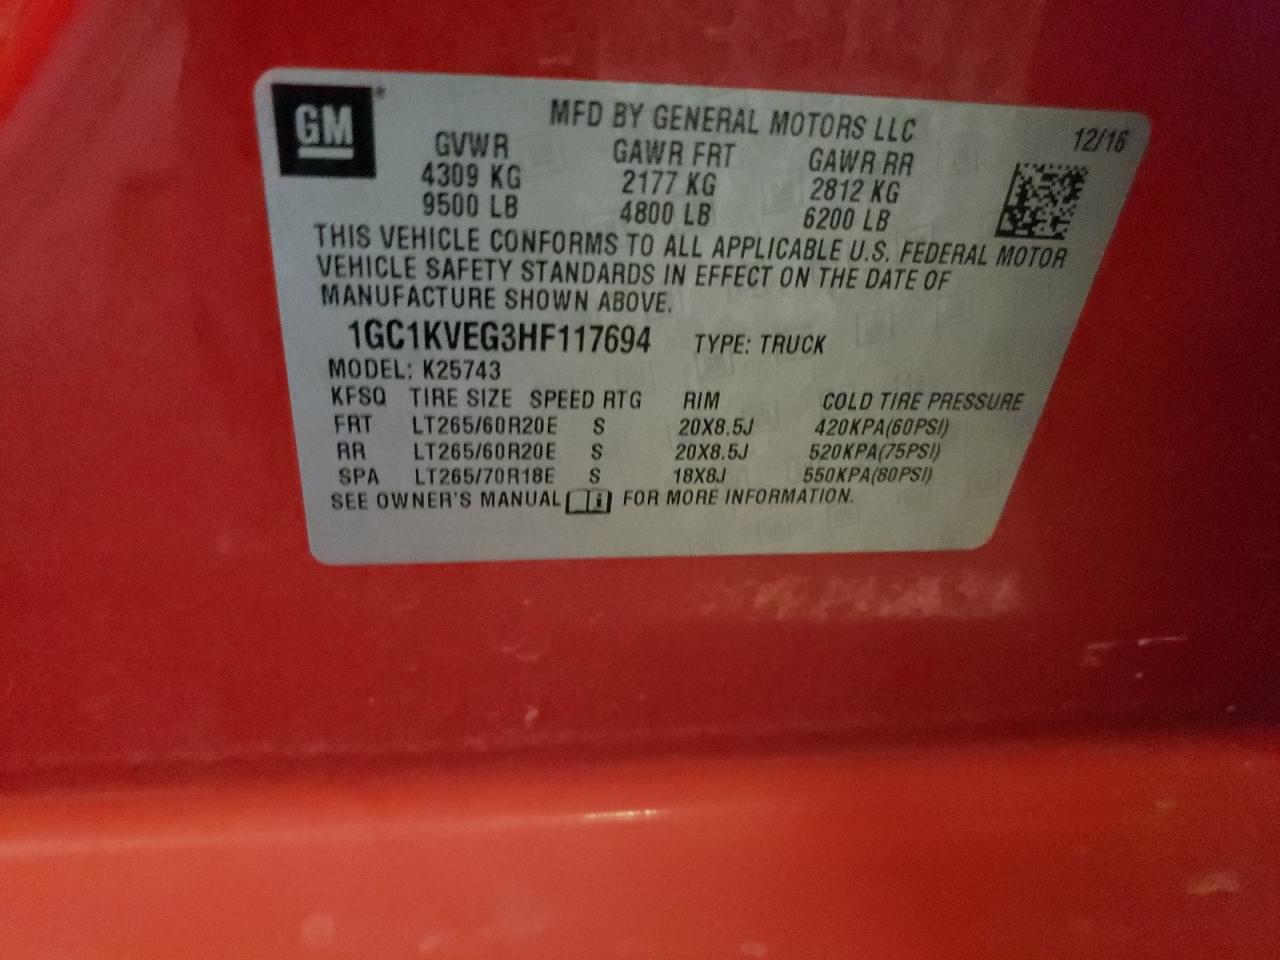 GM
MFD BY GENERAL MOTORS LLC 12/16
GVWR GAWR FRT GAWR RR
4309 KG 2177 KG 2812 KG
9500 LB 4800 LB 6200 LB
THIS VEHICLE CONFORMS TO ALL APPLICABLE U.S. FEDERAL MOTOR
VEHICLE SAFETY STANDARDS IN EFFECT ON THE DATE OF
MANUFACTURE SHOWN ABOVE.
1GC1KVEG3HF117694 TYPE: TRUCK
MODEL: K25743
KFSQ TIRE SIZE SPEED RTG RIM COLD TIRE PRESSURE
FRT LT265/60R20E S 20X8.5J 420KPA(60PSI)
RR LT265/60R20E S 20X8.5J 520KPA(75PSI)
SPA LT265/70R18E S 18X8J 550KPA(80PSI)
SEE OWNER'S MANUAL FOR MORE INFORMATION.